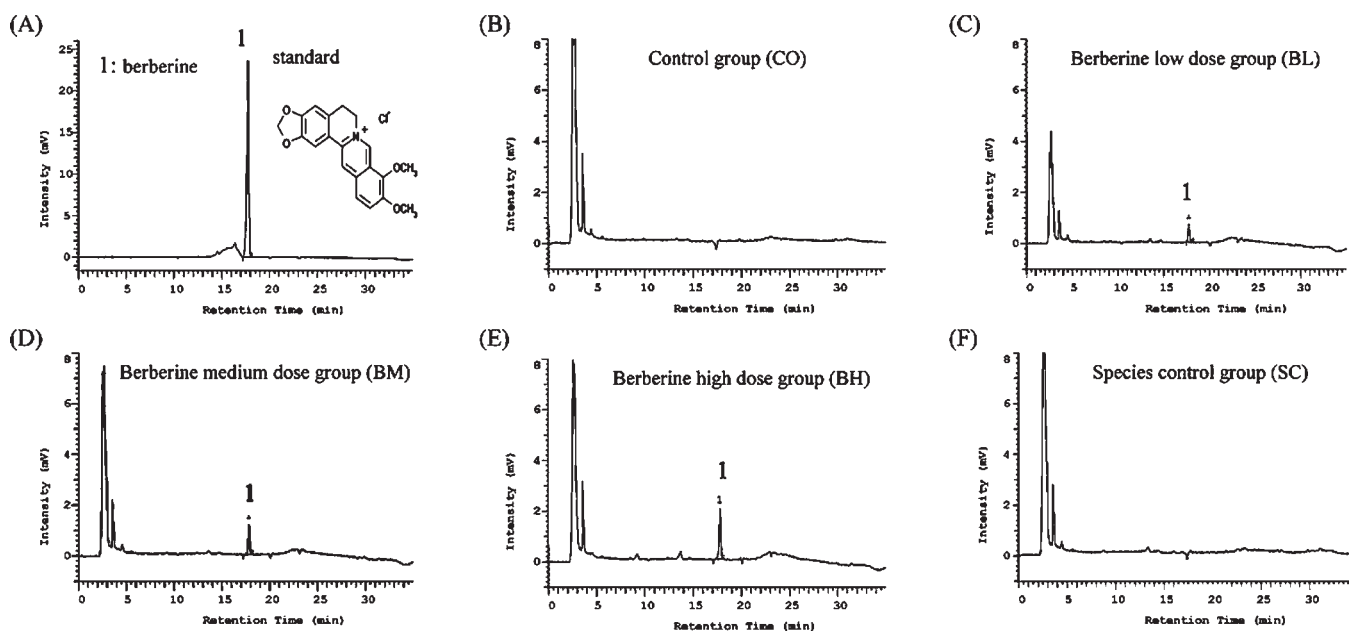 (A)
1
1: berberine
standard
25
20
15
10
5
0
Intensity (mV)
O
O
N
+
Cl-
OCH3
OCH3
0 5 10 15 20 25 30
Retention Time (min)
(B)
Control group (CO)
8
6
4
2
0
Intensity (mV)
0 5 10 15 20 25 30
Retention Time (min)
(C)
Berberine low dose group (BL)
8
6
4
2
0
Intensity (mV)
1
0 5 10 15 20 25 30
Retention Time (min)
(D)
Berberine medium dose group (BM)
8
6
4
2
0
Intensity (mV)
1
0 5 10 15 20 25 30
Retention Time (min)
(E)
Berberine high dose group (BH)
8
6
4
2
0
Intensity (mV)
1
1
0 5 10 15 20 25 30
Retention Time (min)
(F)
Species control group (SC)
8
6
4
2
0
Intensity (mV)
0 5 10 15 20 25 30
Retention Time (min)